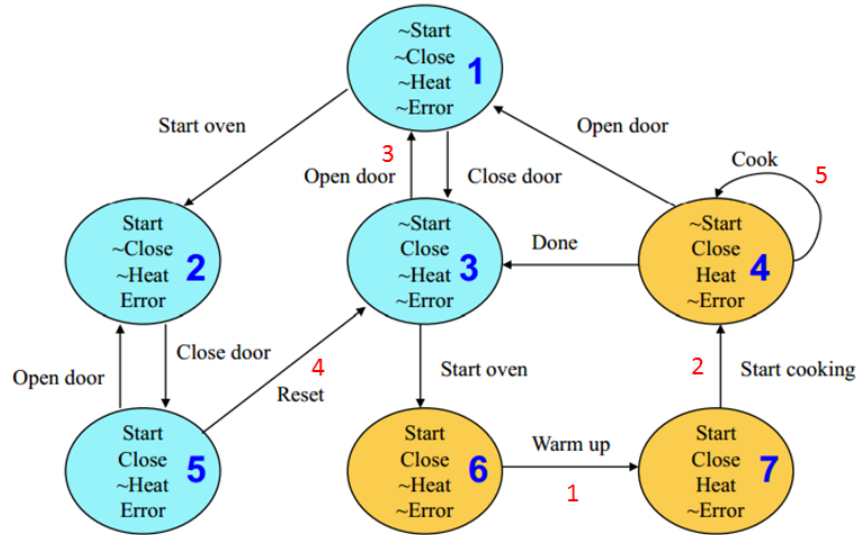 ~Start
~Close
~Heat
~Error
1
Start oven
3
Open door
Close door
Open door
Cook
5
Start
~Close
~Heat
Error
2
~Start
Close
~Heat
~Error
3
Done
~Start
Close
Heat
~Error
4
Open door
Close door
4
Reset
Start oven
2
Start cooking
Start
Close
~Heat
Error
5
Start
Close
~Heat
~Error
6
Warm up
1
Start
Close
Heat
~Error
7